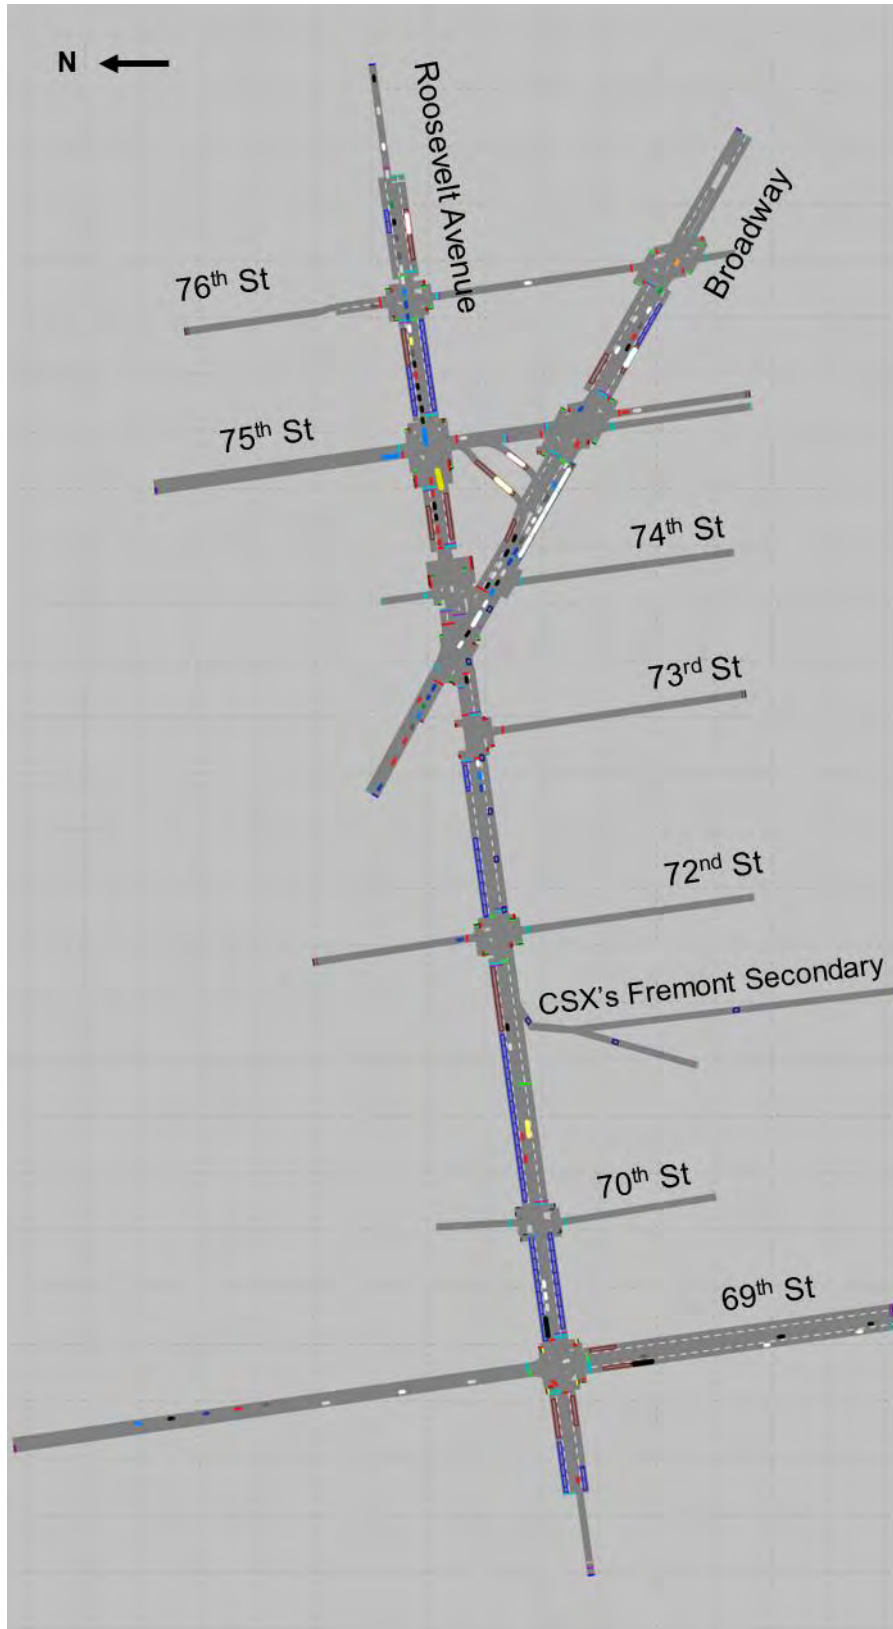 N
Roosevelt Avenue
Broadway
76th St
75th St
74th St
73rd St
72nd St
CSX's Fremont Secondary
70th St
69th St